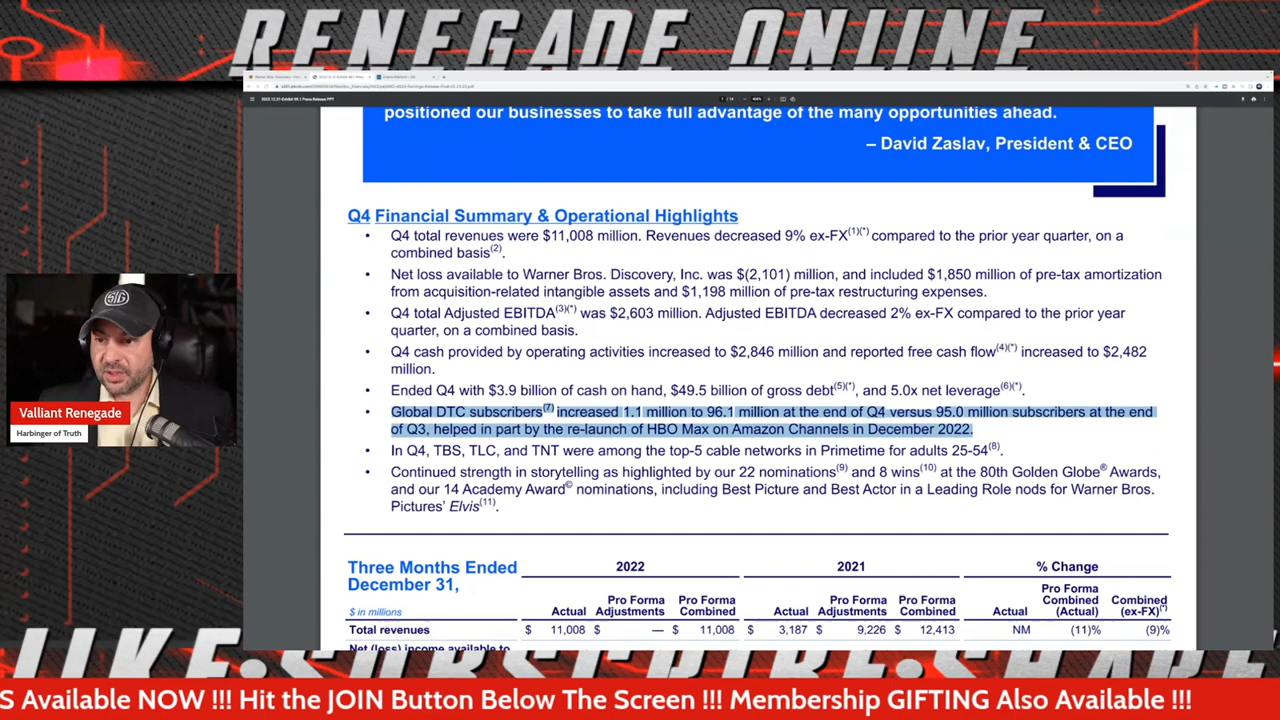 RENEGADE ONLINE
positioned our businesses to take full advantage of the many opportunities ahead.
– David Zaslav, President & CEO
Q4 Financial Summary & Operational Highlights
• Q4 total revenues were $11,008 million. Revenues decreased 9% ex-FX(1)(*) compared to the prior year quarter, on a
combined basis(2).
• Net loss available to Warner Bros. Discovery, Inc. was $(2,101) million, and included $1,850 million of pre-tax amortization
from acquisition-related intangible assets and $1,198 million of pre-tax restructuring expenses.
• Q4 total Adjusted EBITDA(3)(*) was $2,603 million. Adjusted EBITDA decreased 2% ex-FX compared to the prior year
quarter, on a combined basis.
• Q4 cash provided by operating activities increased to $2,846 million and reported free cash flow(4)(*) increased to $2,482
million.
• Ended Q4 with $3.9 billion of cash on hand, $49.5 billion of gross debt(5)(*), and 5.0x net leverage(6)(*).
• Global DTC subscribers(7) increased 1.1 million to 96.1 million at the end of Q4 versus 95.0 million subscribers at the end
of Q3, helped in part by the re-launch of HBO Max on Amazon Channels in December 2022.
• In Q4, TBS, TLC, and TNT were among the top-5 cable networks in Primetime for adults 25-54(8).
• Continued strength in storytelling as highlighted by our 22 nominations(9) and 8 wins(10) at the 80th Golden Globe® Awards,
and our 14 Academy Award© nominations, including Best Picture and Best Actor in a Leading Role nods for Warner Bros.
Pictures' Elvis(11).
Three Months Ended
December 31,
2022 2021 % Change
$ in millions
Actual Pro Forma Adjustments Pro Forma Combined Actual Pro Forma Adjustments Pro Forma Combined Actual Pro Forma Combined (Actual) Combined (ex-FX)(*)
Total revenues $ 11,008 $ — $ 11,008 $ 3,187 $ 9,226 $ 12,413 NM (11)% (9)%
Net (loss) income available to
SG
Valliant Renegade
Harbinger of Truth
LIKE·SUBSCRIBE·SHARE
S Available NOW !!! Hit the JOIN Button Below The Screen !!! Membership GIFTING Also Available !!!